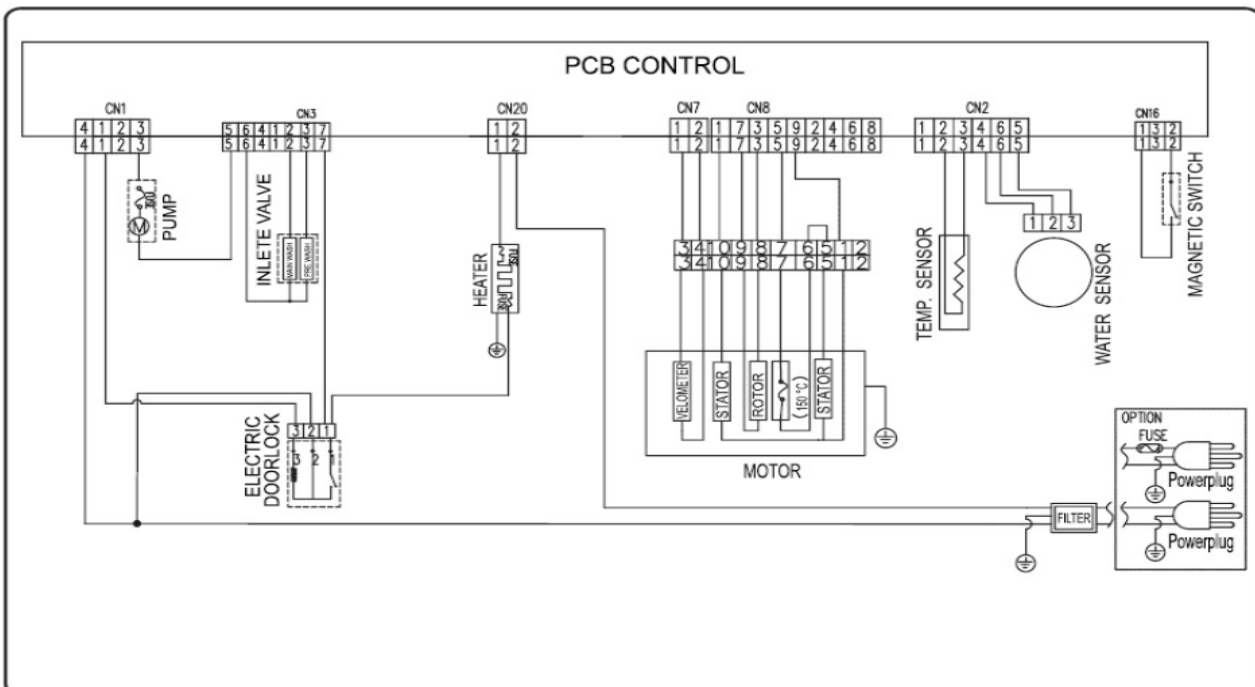 PCB CONTROL
CN1
CN3
CN20
CN7
CN8
CN2
CN16
4 1 2 3
5 6 4 1 2 3 7
1 2
1 2
1 7 3 5 9 2 4 6 8
1 2 3 4 6 5
1 3 2
4 1 2 3
5 6 4 1 2 3 7
1 2
1 2
1 7 3 5 9 2 4 6 8
1 2 3 4 6 5
1 3 2
M
PUMP
INLETE VALVE
MAIN WASH
PRE WASH
HEATER
3 4 10 9 8 7 6 5 1 2
3 4 10 9 8 7 6 5 1 2
TEMP. SENSOR
1 2 3
WATER SENSOR
MAGNETIC SWITCH
VELOMETER
STATOR
ROTOR
(150 °C)
STATOR
MOTOR
ELECTRIC
DOORLOCK
3 2 1
3 2 1
OPTION
FUSE
Powerplug
FILTER
Powerplug